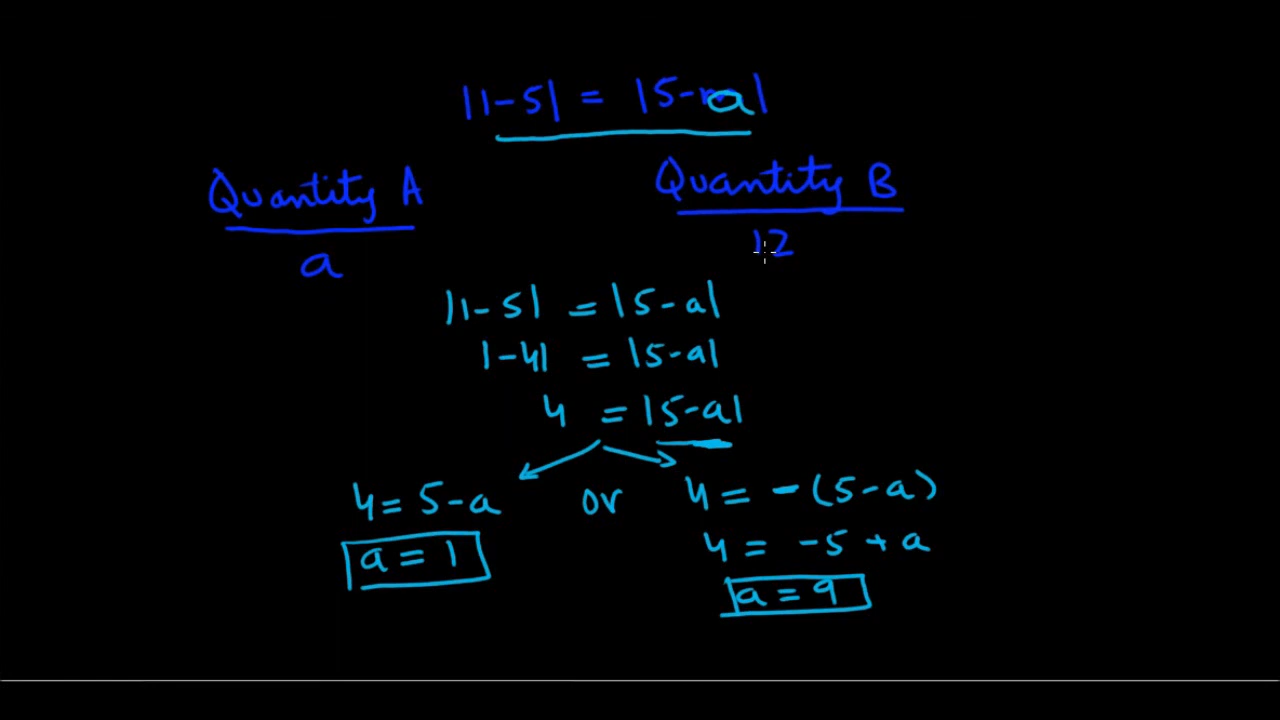 |1-5| = |5-a|
Quantity A
Quantity B
a
12
|1-5| = |5-a|
|-4| = |5-a|
4 = |5-a|
4 = 5-a or 4 = -(5-a)
a = 1
4 = -5 + a
a = 9